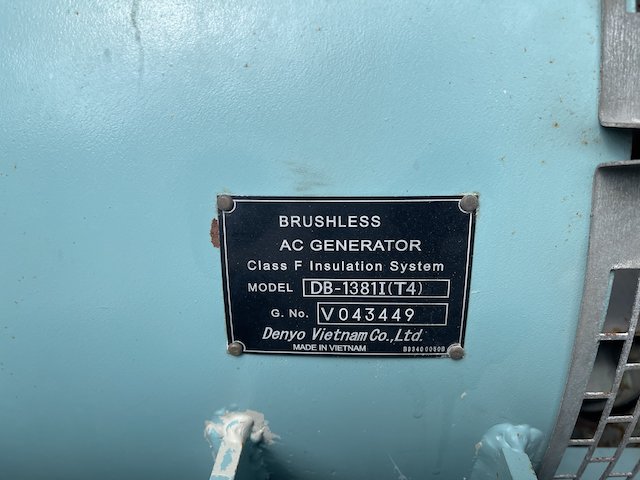 BRUSHLESS
AC GENERATOR
Class F Insulation System
MODEL DB-1381I(T4)
G. No. V043449
Denyo Vietnam Co., Ltd.
MADE IN VIETNAM